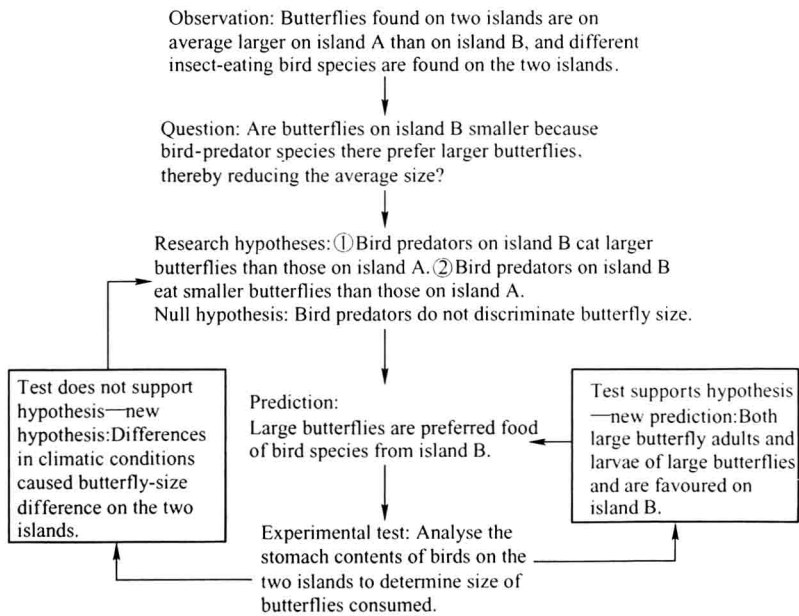 Observation: Butterflies found on two islands are on
average larger on island A than on island B, and different
insect-eating bird species are found on the two islands.
Question: Are butterflies on island B smaller because
bird-predator species there prefer larger butterflies,
thereby reducing the average size?
Research hypotheses:①Bird predators on island B cat larger
butterflies than those on island A.②Bird predators on island B
eat smaller butterflies than those on island A.
Null hypothesis: Bird predators do not discriminate butterfly size.
Test does not support
hypothesis—new
hypothesis:Differences
in climatic conditions
caused butterfly-size
difference on the two
islands.
Prediction:
Large butterflies are preferred food
of bird species from island B.
Test supports hypothesis
—new prediction:Both
large butterfly adults and
larvae of large butterflies
and are favoured on
island B.
Experimental test: Analyse the
stomach contents of birds on the
two islands to determine size of
butterflies consumed.